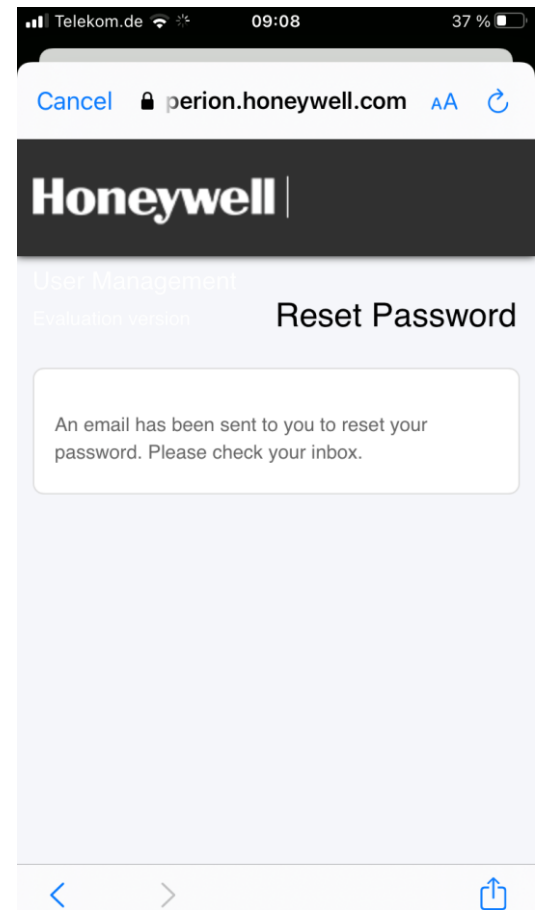 Telekom.de 09:08 37 %
Cancel perion.honeywell.com AA
Honeywell
User Management
Evaluation version
Reset Password
An email has been sent to you to reset your
password. Please check your inbox.